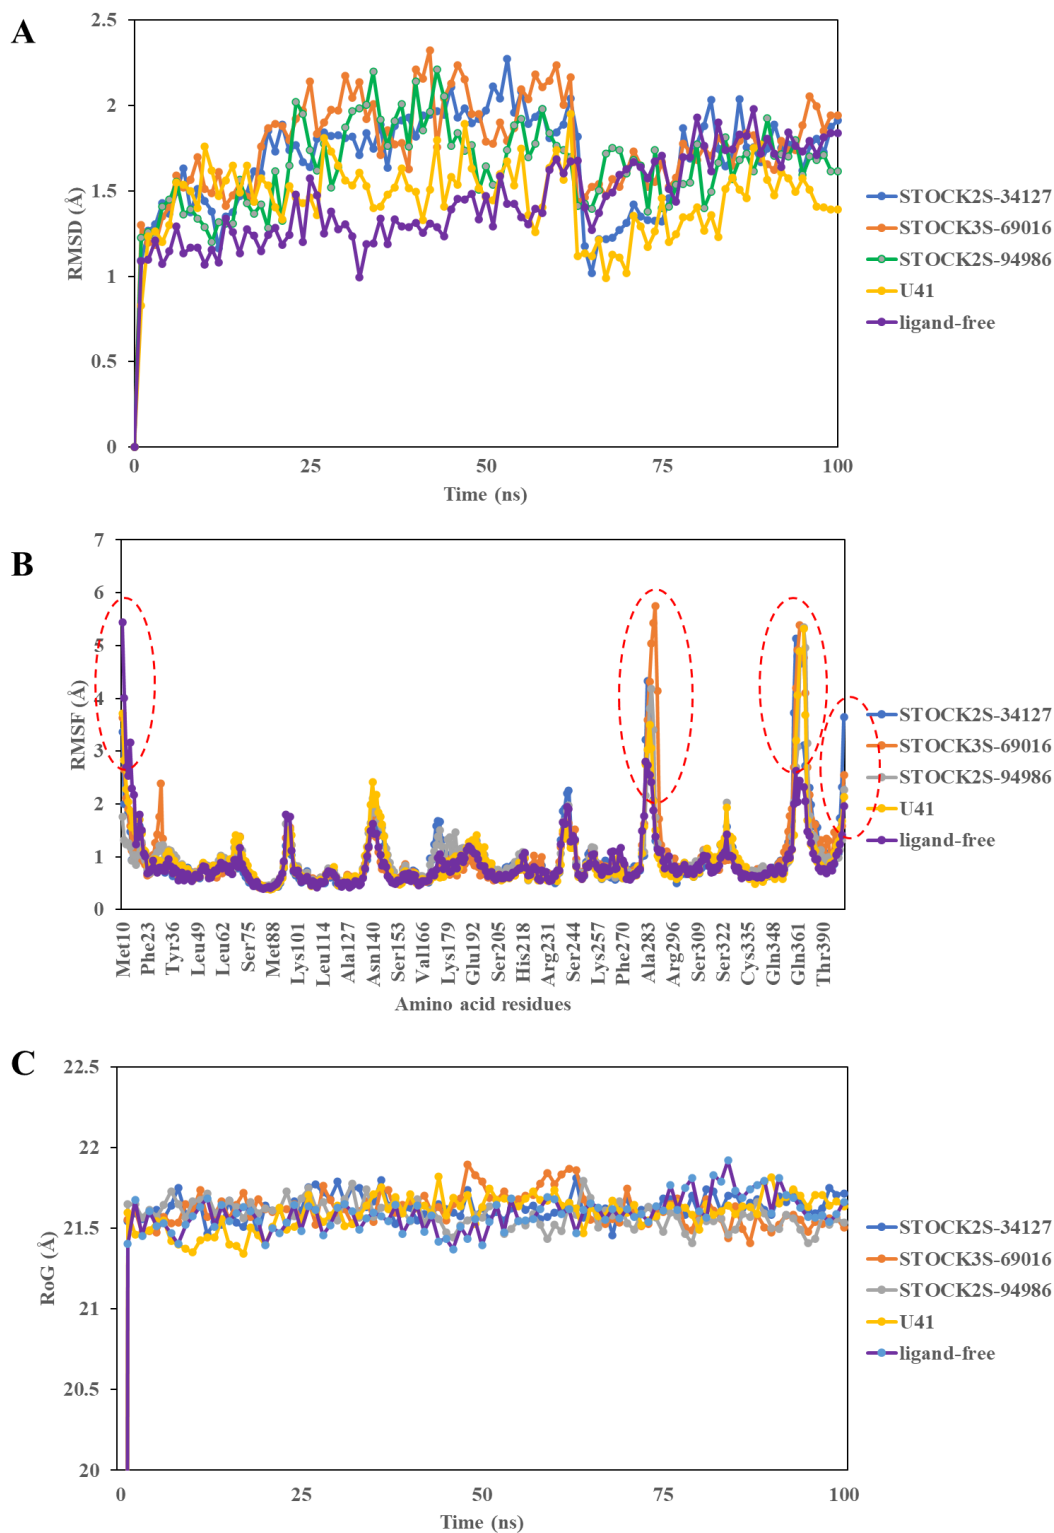 A
2.5
2
1.5
1
0.5
0
RMSD (Å)
0 25 50 75 100
Time (ns)
STOCK2S-34127
STOCK3S-69016
STOCK2S-94986
U41
ligand-free
B
7
6
5
4
3
2
1
0
RMSF (Å)
Met10 Phe23 Tyr36 Leu49 Leu62 Ser75 Met88 Lys101 Leu114 Ala127 Asn140 Ser153 Val166 Lys179 Glu192 Ser205 His218 Arg231 Ser244 Lys257 Phe270 Ala283 Arg296 Ser309 Ser322 Cys335 Gln348 Gln361 Thr390
Amino acid residues
STOCK2S-34127
STOCK3S-69016
STOCK2S-94986
U41
ligand-free
C
22.5
22
21.5
21
20.5
20
RoG (Å)
0 25 50 75 100
Time (ns)
STOCK2S-34127
STOCK3S-69016
STOCK2S-94986
U41
ligand-free